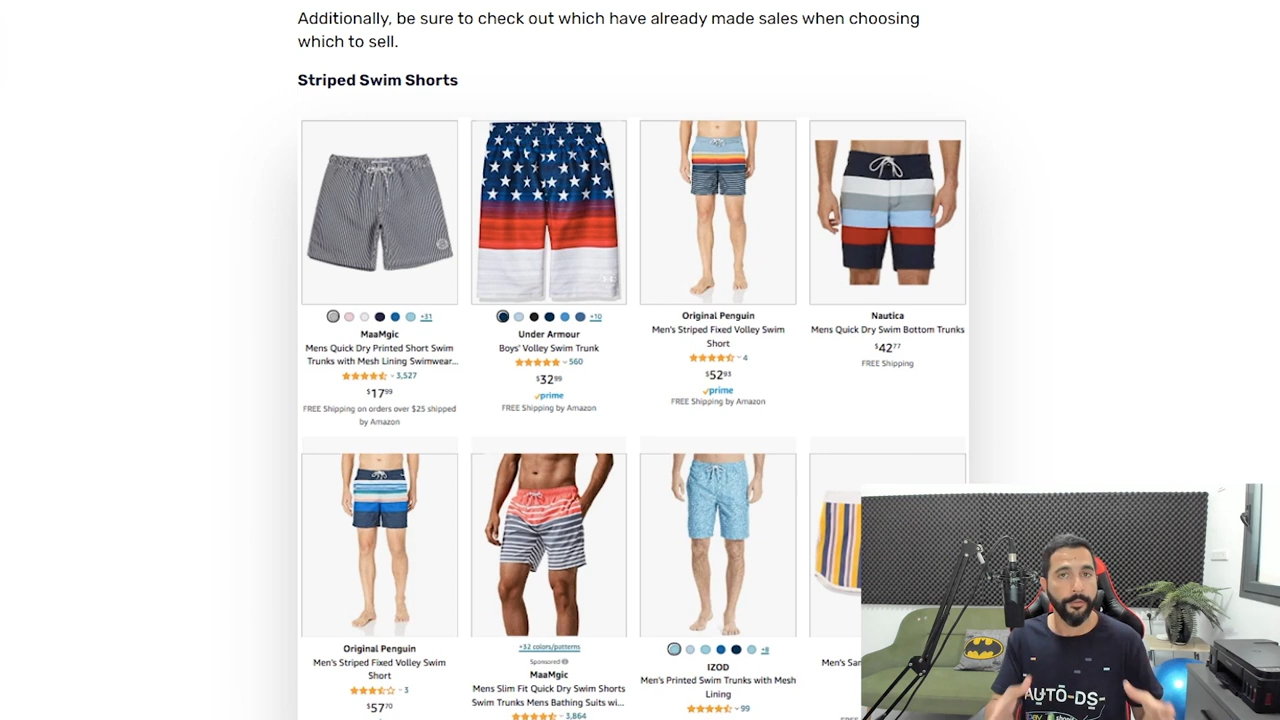 Additionally, be sure to check out which have already made sales when choosing
which to sell.
Striped Swim Shorts
+31
MaaMgic
Mens Quick Dry Printed Short Swim
Trunks with Mesh Lining Swimwear...
3,527
$17.99
FREE Shipping on orders over $25 shipped
by Amazon
+10
Under Armour
Boys' Volley Swim Trunk
560
$32.99
prime
FREE Shipping by Amazon
Original Penguin
Men's Striped Fixed Volley Swim
Short
4
$52.93
prime
FREE Shipping by Amazon
Nautica
Mens Quick Dry Swim Bottom Trunks
$42.77
FREE Shipping
Original Penguin
Men's Striped Fixed Volley Swim
Short
3
$57.70
+32 colors/patterns
Sponsored
MaaMgic
Mens Slim Fit Quick Dry Swim Shorts
Swim Trunks Mens Bathing Suits wi...
3,864
+8
IZOD
Men's Printed Swim Trunks with Mesh
Lining
99
AUTO-DS